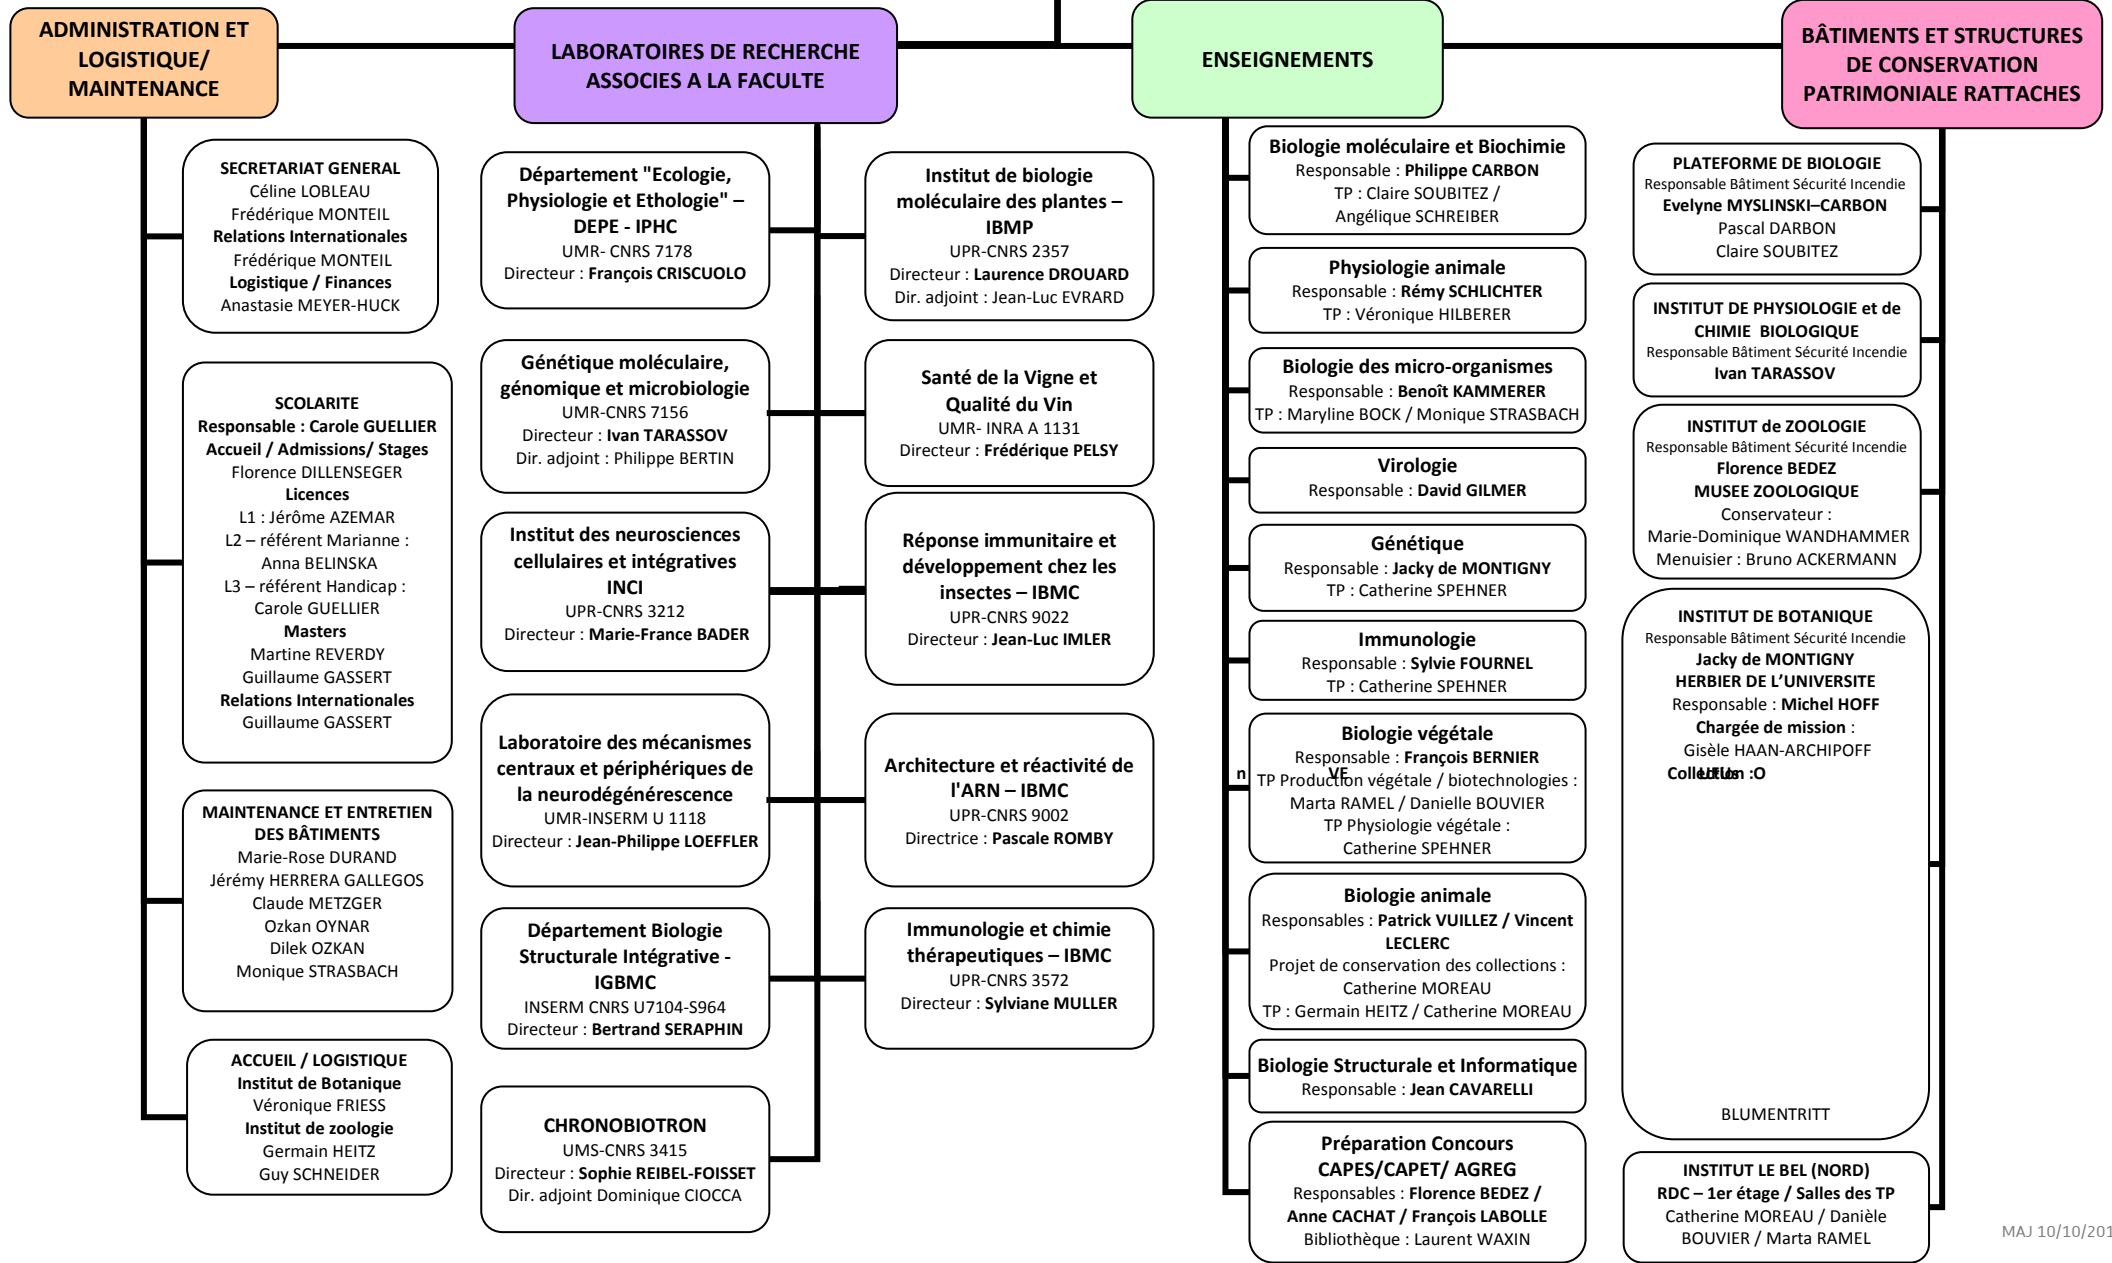 ADMINISTRATION ET
LOGISTIQUE/
MAINTENANCE
SECRETARIAT GENERAL
Céline LOBLEAU
Frédérique MONTEIL
Relations Internationales
Frédérique MONTEIL
Logistique / Finances
Anastasie MEYER-HUCK
SCOLARITE
Responsable : Carole GUELLIER
Accueil / Admissions/ Stages
Florence DILLENSEGER
Licences
L1 : Jérôme AZEMAR
L2 – référent Marianne :
Anna BELINSKA
L3 – référent Handicap :
Carole GUELLIER
Masters
Martine REVERDY
Guillaume GASSERT
Relations Internationales
Guillaume GASSERT
MAINTENANCE ET ENTRETIEN
DES BÂTIMENTS
Marie-Rose DURAND
Jérémy HERRERA GALLEGOS
Claude METZGER
Ozkan OYNAR
Dilek OZKAN
Monique STRASBACH
ACCUEIL / LOGISTIQUE
Institut de Botanique
Véronique FRIESS
Institut de zoologie
Germain HEITZ
Guy SCHNEIDER
LABORATOIRES DE RECHERCHE
ASSOCIES A LA FACULTE
Département "Ecologie,
Physiologie et Ethologie" –
DEPE - IPHC
UMR- CNRS 7178
Directeur : François CRISCUOLO
Génétique moléculaire,
génomique et microbiologie
UMR-CNRS 7156
Directeur : Ivan TARASSOV
Dir. adjoint : Philippe BERTIN
Institut des neurosciences
cellulaires et intégratives
INCI
UPR-CNRS 3212
Directeur : Marie-France BADER
Laboratoire des mécanismes
centraux et périphériques de
la neurodégénérescence
UMR-INSERM U 1118
Directeur : Jean-Philippe LOEFFLER
Département Biologie
Structurale Intégrative -
IGBMC
INSERM CNRS U7104-S964
Directeur : Bertrand SERAPHIN
CHRONOBIOTRON
UMS-CNRS 3415
Directeur : Sophie REIBEL-FOISSET
Dir. adjoint Dominique CIOCCA
Institut de biologie
moléculaire des plantes –
IBMP
UPR-CNRS 2357
Directeur : Laurence DROUARD
Dir. adjoint : Jean-Luc EVRARD
Santé de la Vigne et
Qualité du Vin
UMR- INRA A 1131
Directeur : Frédérique PELSY
Réponse immunitaire et
développement chez les
insectes – IBMC
UPR-CNRS 9022
Directeur : Jean-Luc IMLER
Architecture et réactivité de
l'ARN – IBMC
UPR-CNRS 9002
Directrice : Pascale ROMBY
Immunologie et chimie
thérapeutiques – IBMC
UPR-CNRS 3572
Directeur : Sylviane MULLER
ENSEIGNEMENTS
Biologie moléculaire et Biochimie
Responsable : Philippe CARBON
TP : Claire SOUBITEZ /
Angélique SCHREIBER
Physiologie animale
Responsable : Rémy SCHLICHTER
TP : Véronique HILBERER
Biologie des micro-organismes
Responsable : Benoît KAMMERER
TP : Maryline BOCK / Monique STRASBACH
Virologie
Responsable : David GILMER
Génétique
Responsable : Jacky de MONTIGNY
TP : Catherine SPEHNER
Immunologie
Responsable : Sylvie FOURNEL
TP : Catherine SPEHNER
Biologie végétale
Responsable : François BERNIER
n VE
TP Production végétale / biotechnologies :
Marta RAMEL / Danielle BOUVIER
TP Physiologie végétale :
Catherine SPEHNER
Biologie animale
Responsables : Patrick VUILLEZ / Vincent
LECLERC
Projet de conservation des collections :
Catherine MOREAU
TP : Germain HEITZ / Catherine MOREAU
Biologie Structurale et Informatique
Responsable : Jean CAVARELLI
Préparation Concours
CAPES/CAPET/ AGREG
Responsables : Florence BEDEZ /
Anne CACHAT / François LABOLLE
Bibliothèque : Laurent WAXIN
BÂTIMENTS ET STRUCTURES
DE CONSERVATION
PATRIMONIALE RATTACHES
PLATEFORME DE BIOLOGIE
Responsable Bâtiment Sécurité Incendie
Evelyne MYSLINSKI–CARBON
Pascal DARBON
Claire SOUBITEZ
INSTITUT DE PHYSIOLOGIE et de
CHIMIE BIOLOGIQUE
Responsable Bâtiment Sécurité Incendie
Ivan TARASSOV
INSTITUT de ZOOLOGIE
Responsable Bâtiment Sécurité Incendie
Florence BEDEZ
MUSEE ZOOLOGIQUE
Conservateur :
Marie-Dominique WANDHAMMER
Menuisier : Bruno ACKERMANN
INSTITUT DE BOTANIQUE
Responsable Bâtiment Sécurité Incendie
Jacky de MONTIGNY
HERBIER DE L’UNIVERSITE
Responsable : Michel HOFF
Chargée de mission :
Gisèle HAAN-ARCHIPOFF
BLUMENTRITT
INSTITUT LE BEL (NORD)
RDC – 1er étage / Salles des TP
Catherine MOREAU / Danièle
BOUVIER / Marta RAMEL
MAJ 10/10/201